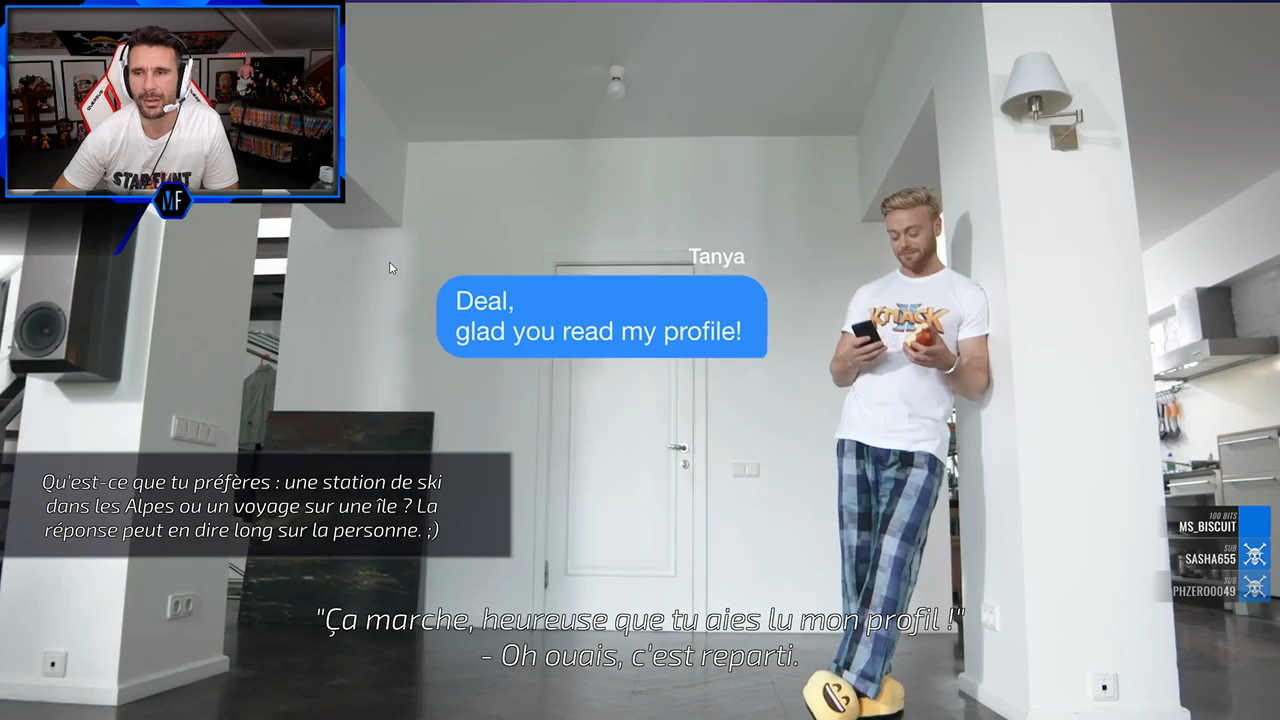 STARFLINT
MF
Tanya
Deal,
glad you read my profile!
KNACK
II
Qu'est-ce que tu préfères : une station de ski
dans les Alpes ou un voyage sur une île ? La
réponse peut en dire long sur la personne. ;)
100 BITS
MS_BISCUIT
SUB
SASHA655
SUB
PHZER00049
"Ça marche, heureuse que tu aies lu mon profil !"
- Oh ouais, c'est reparti.